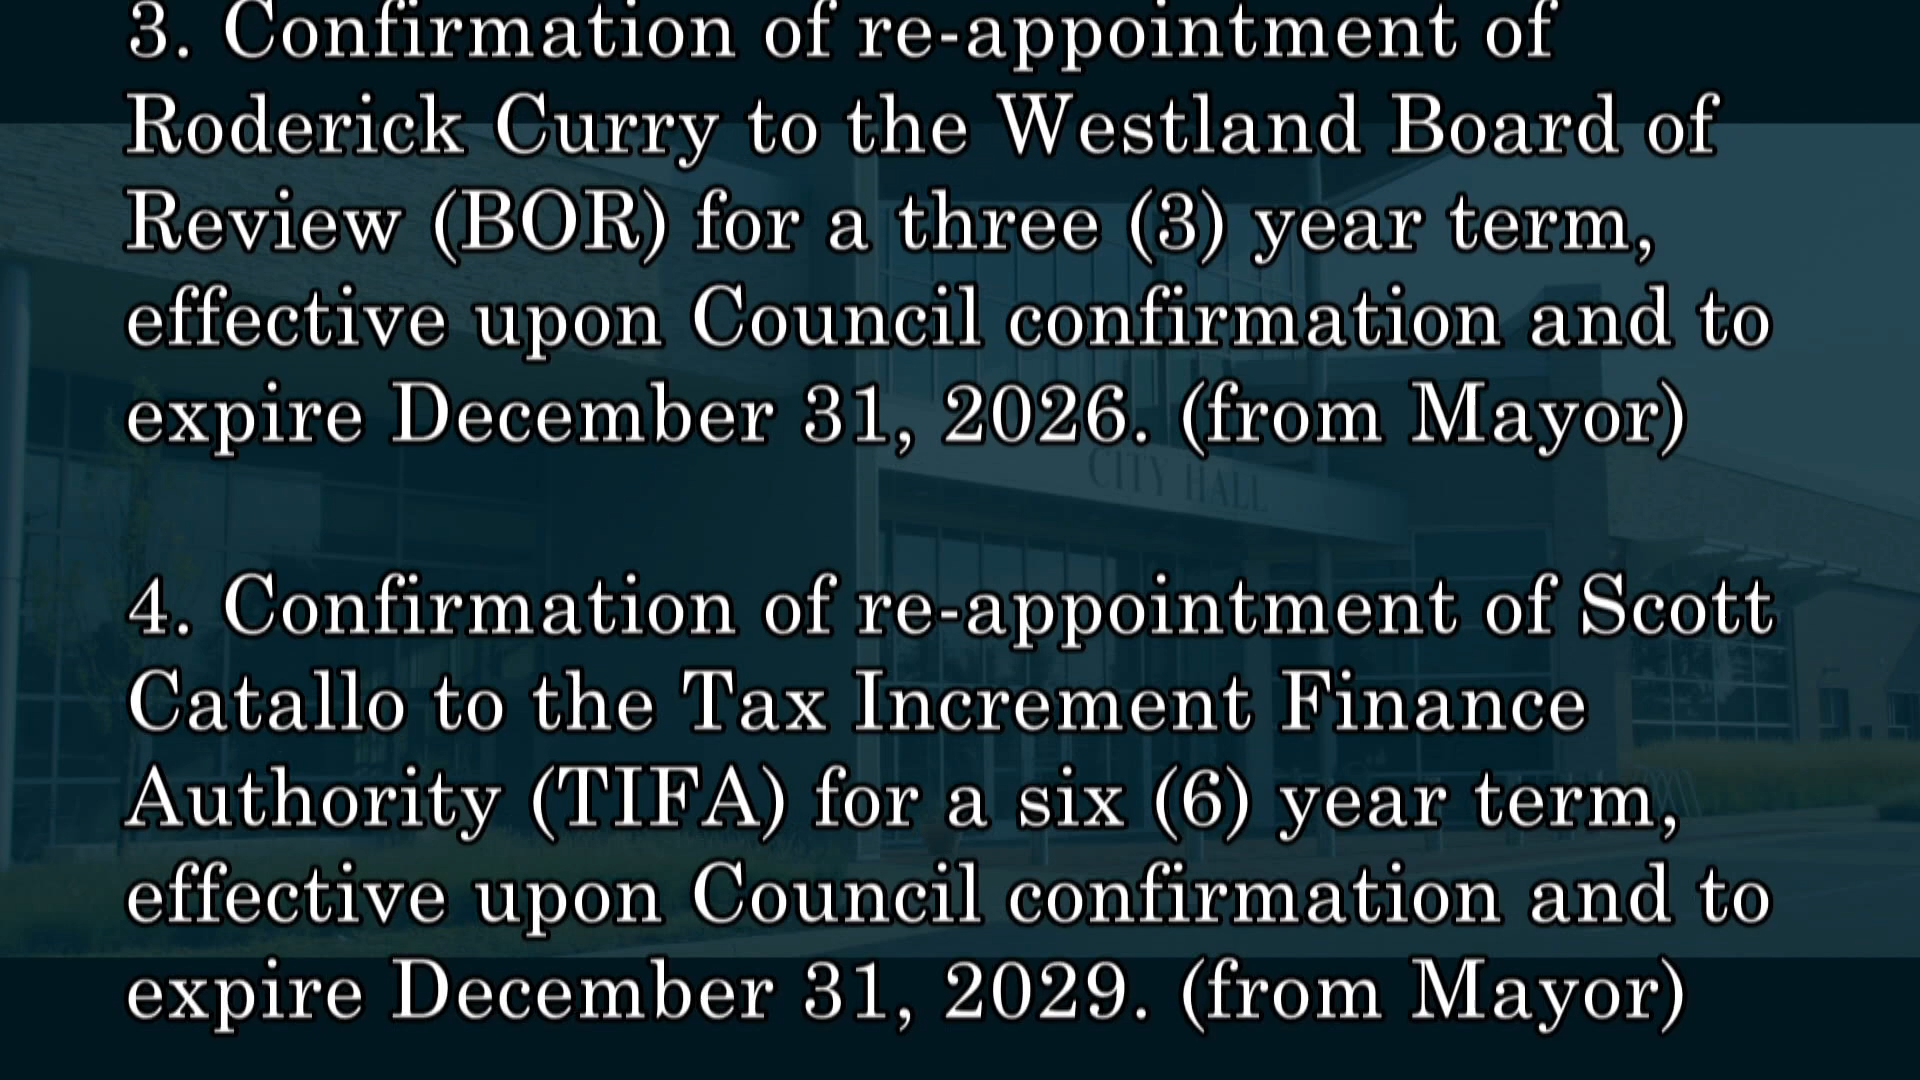 3. Confirmation of re-appointment of
Roderick Curry to the Westland Board of
Review (BOR) for a three (3) year term,
effective upon Council confirmation and to
expire December 31, 2026. (from Mayor)
CITY HALL
4. Confirmation of re-appointment of Scott
Catallo to the Tax Increment Finance
Authority (TIFA) for a six (6) year term,
effective upon Council confirmation and to
expire December 31, 2029. (from Mayor)